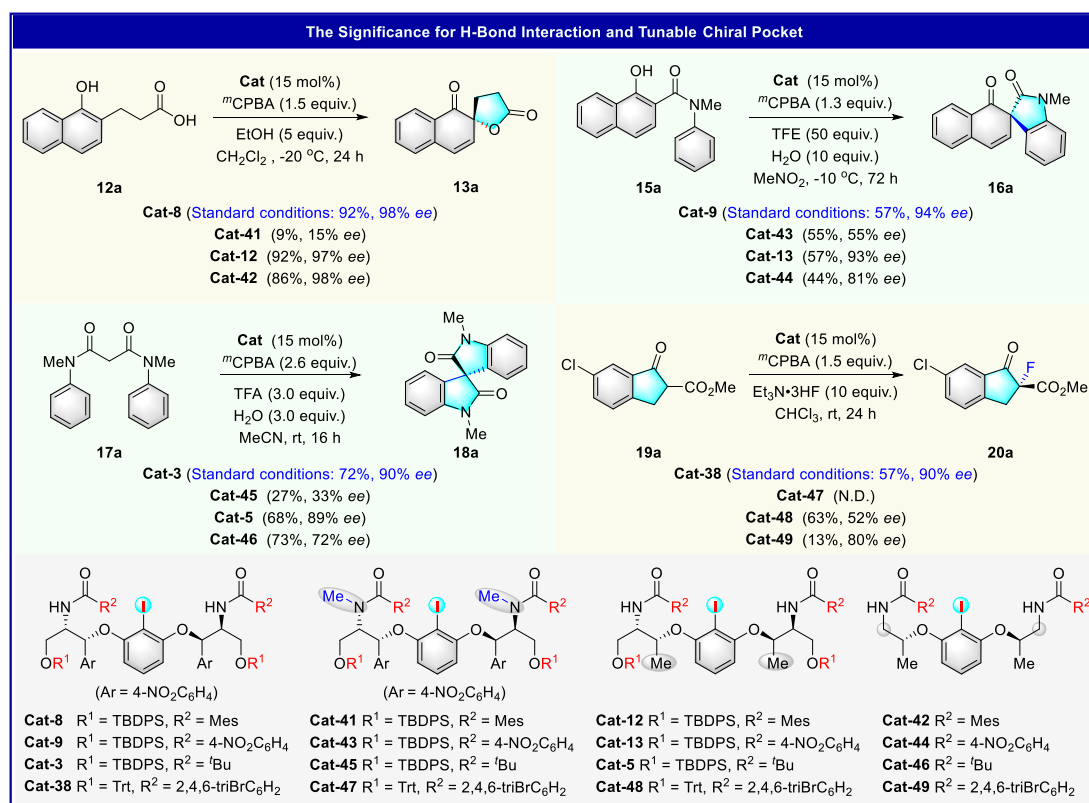 The Significance for H-Bond Interaction and Tunable Chiral Pocket
OH
O
OH
12a
Cat (15 mol%)
ᵐCPBA (1.5 equiv.)
EtOH (5 equiv.)
CH₂Cl₂ , -20 °C, 24 h
O
O
O
13a
Cat-8 (Standard conditions: 92%, 98% ee)
Cat-41 (9%, 15% ee)
Cat-12 (92%, 97% ee)
Cat-42 (86%, 98% ee)
OH
O
NMe
15a
Cat (15 mol%)
ᵐCPBA (1.3 equiv.)
TFE (50 equiv.)
H₂O (10 equiv.)
MeNO₂, -10 °C, 72 h
O
O
NMe
16a
Cat-9 (Standard conditions: 57%, 94% ee)
Cat-43 (55%, 55% ee)
Cat-13 (57%, 93% ee)
Cat-44 (44%, 81% ee)
O
O
MeN
NMe
17a
Cat (15 mol%)
ᵐCPBA (2.6 equiv.)
TFA (3.0 equiv.)
H₂O (3.0 equiv.)
MeCN, rt, 16 h
Me
N
O
O
N
Me
18a
Cat-3 (Standard conditions: 72%, 90% ee)
Cat-45 (27%, 33% ee)
Cat-5 (68%, 89% ee)
Cat-46 (73%, 72% ee)
Cl
O
CO₂Me
19a
Cat (15 mol%)
ᵐCPBA (1.5 equiv.)
Et₃N•3HF (10 equiv.)
CHCl₃, rt, 24 h
Cl
O
F
CO₂Me
20a
Cat-38 (Standard conditions: 57%, 90% ee)
Cat-47 (N.D.)
Cat-48 (63%, 52% ee)
Cat-49 (13%, 80% ee)
O
O
HN
R²
I
HN
R²
O
O
OR¹
Ar
Ar
OR¹
(Ar = 4-NO₂C₆H₄)
Cat-8 R¹ = TBDPS, R² = Mes
Cat-9 R¹ = TBDPS, R² = 4-NO₂C₆H₄
Cat-3 R¹ = TBDPS, R² = ᵗBu
Cat-38 R¹ = Trt, R² = 2,4,6-triBrC₆H₂
O
O
Me
N
R²
I
Me
N
R²
O
O
OR¹
Ar
Ar
OR¹
(Ar = 4-NO₂C₆H₄)
Cat-41 R¹ = TBDPS, R² = Mes
Cat-43 R¹ = TBDPS, R² = 4-NO₂C₆H₄
Cat-45 R¹ = TBDPS, R² = ᵗBu
Cat-47 R¹ = Trt, R² = 2,4,6-triBrC₆H₂
O
O
HN
R²
I
HN
R²
O
O
OR¹
Me
Me
OR¹
Cat-12 R¹ = TBDPS, R² = Mes
Cat-13 R¹ = TBDPS, R² = 4-NO₂C₆H₄
Cat-5 R¹ = TBDPS, R² = ᵗBu
Cat-48 R¹ = Trt, R² = 2,4,6-triBrC₆H₂
O
O
HN
R²
I
HN
R²
O
O
Me
Me
Cat-42 R² = Mes
Cat-44 R² = 4-NO₂C₆H₄
Cat-46 R² = ᵗBu
Cat-49 R² = 2,4,6-triBrC₆H₂